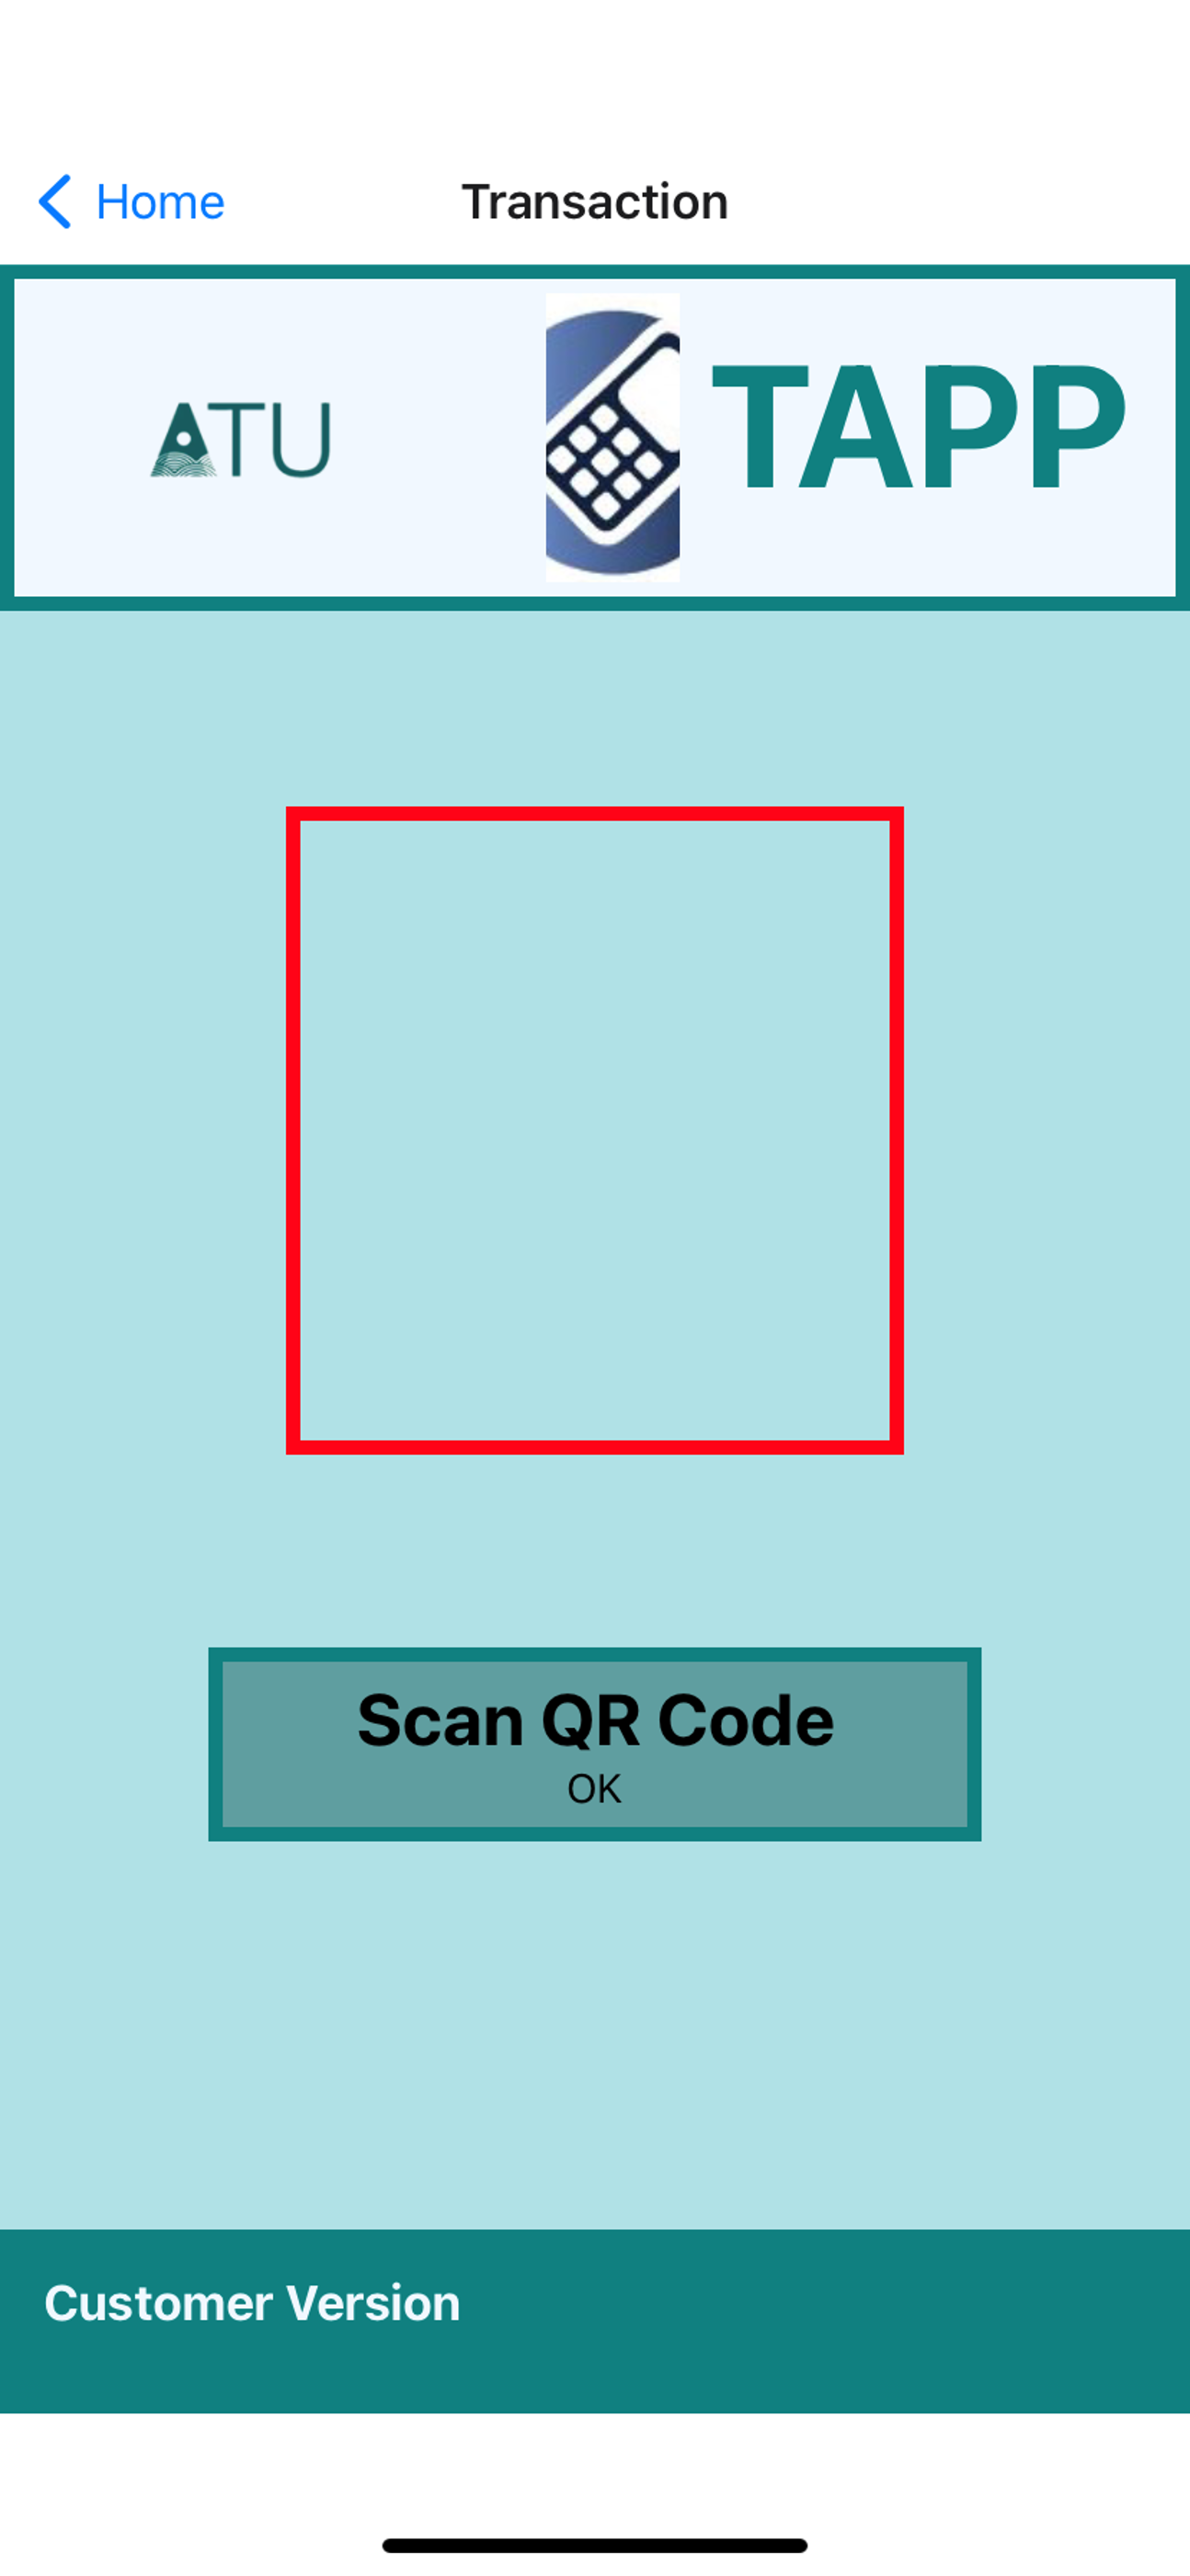 Home
Transaction
ATU
TAPP
Scan QR Code
OK
Customer Version